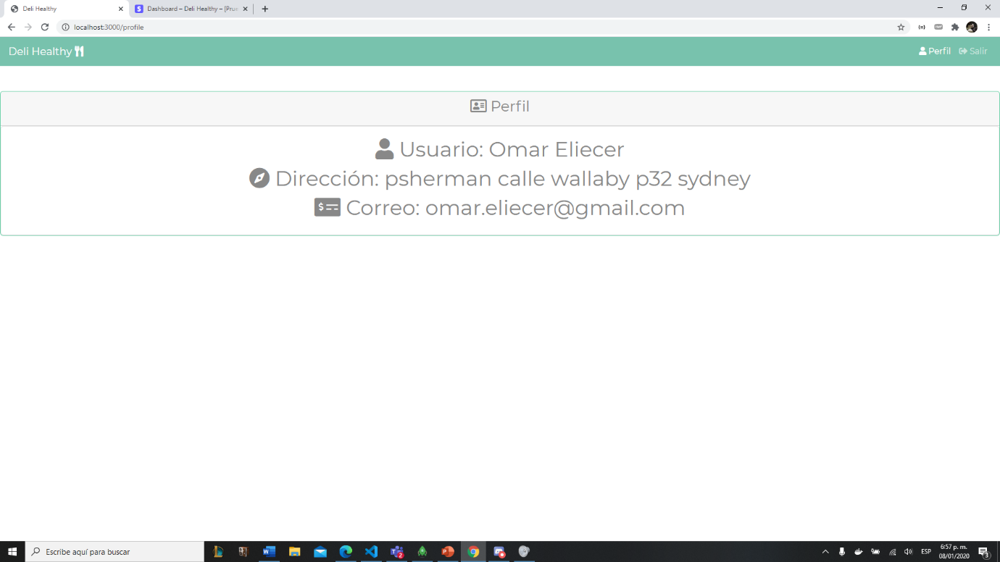 Deli Healthy
Dashboard – Deli Healthy – [Prue
localhost:3000/profile
Deli Healthy
Perfil
Salir
Perfil
Usuario: Omar Eliecer
Dirección: psherman calle wallaby p32 sydney
Correo: omar.eliecer@gmail.com
Escribe aquí para buscar
ESP
6:57 p. m.
08/01/2020